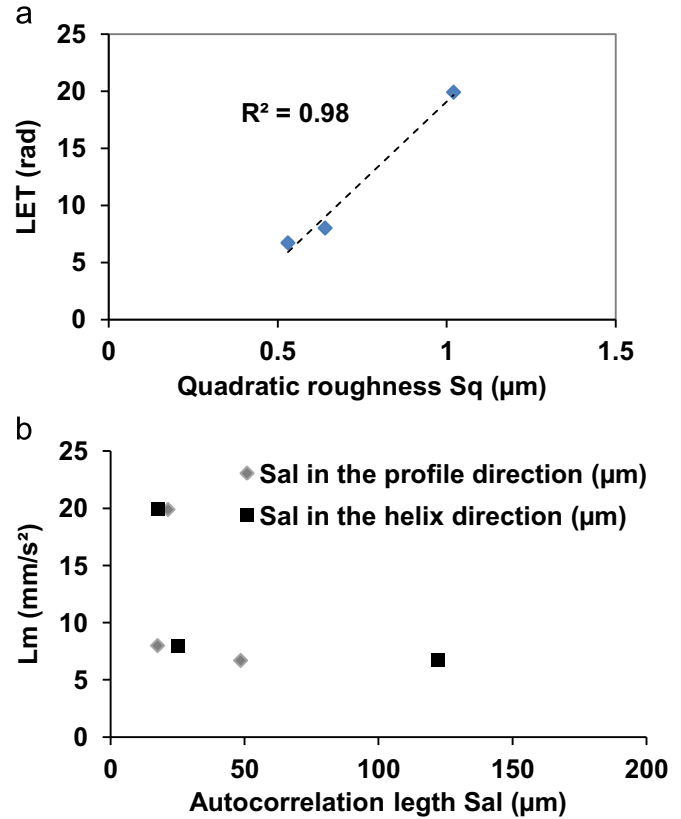 a
25
20
15
10
5
0
LET (rad)
R² = 0.98
0 0.5 1 1.5
Quadratic roughness Sq (µm)
b
25
20
15
10
5
0
Lm (mm/s²)
Sal in the profile direction (µm)
Sal in the helix direction (µm)
0 50 100 150 200
Autocorrelation legth Sal (µm)